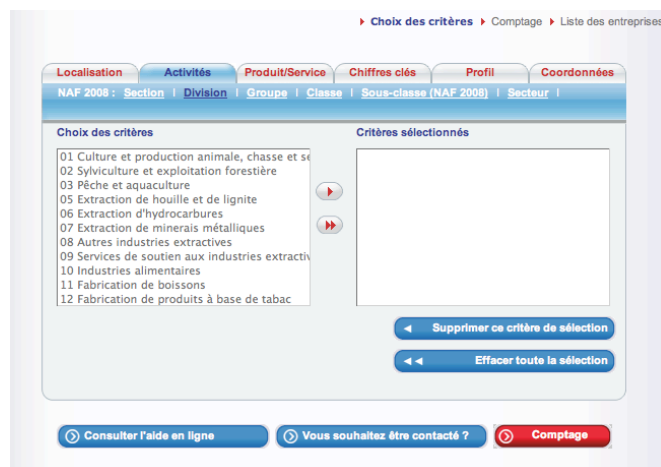 Choix des critères Comptage Liste des entreprises
Localisation Activités Produit/Service Chiffres clés Profil Coordonnées
NAF 2008 : Section | Division | Groupe | Classe | Sous-classe (NAF 2008) | Secteur |
Choix des critères Critères sélectionnés
01 Culture et production animale, chasse et se
02 Sylviculture et exploitation forestière
03 Pêche et aquaculture
05 Extraction de houille et de lignite
06 Extraction d'hydrocarbures
07 Extraction de minerais métalliques
08 Autres industries extractives
09 Services de soutien aux industries extractiv
10 Industries alimentaires
11 Fabrication de boissons
12 Fabrication de produits à base de tabac
Supprimer ce critère de sélection
Effacer toute la sélection
Consulter l'aide en ligne Vous souhaitez être contacté ? Comptage